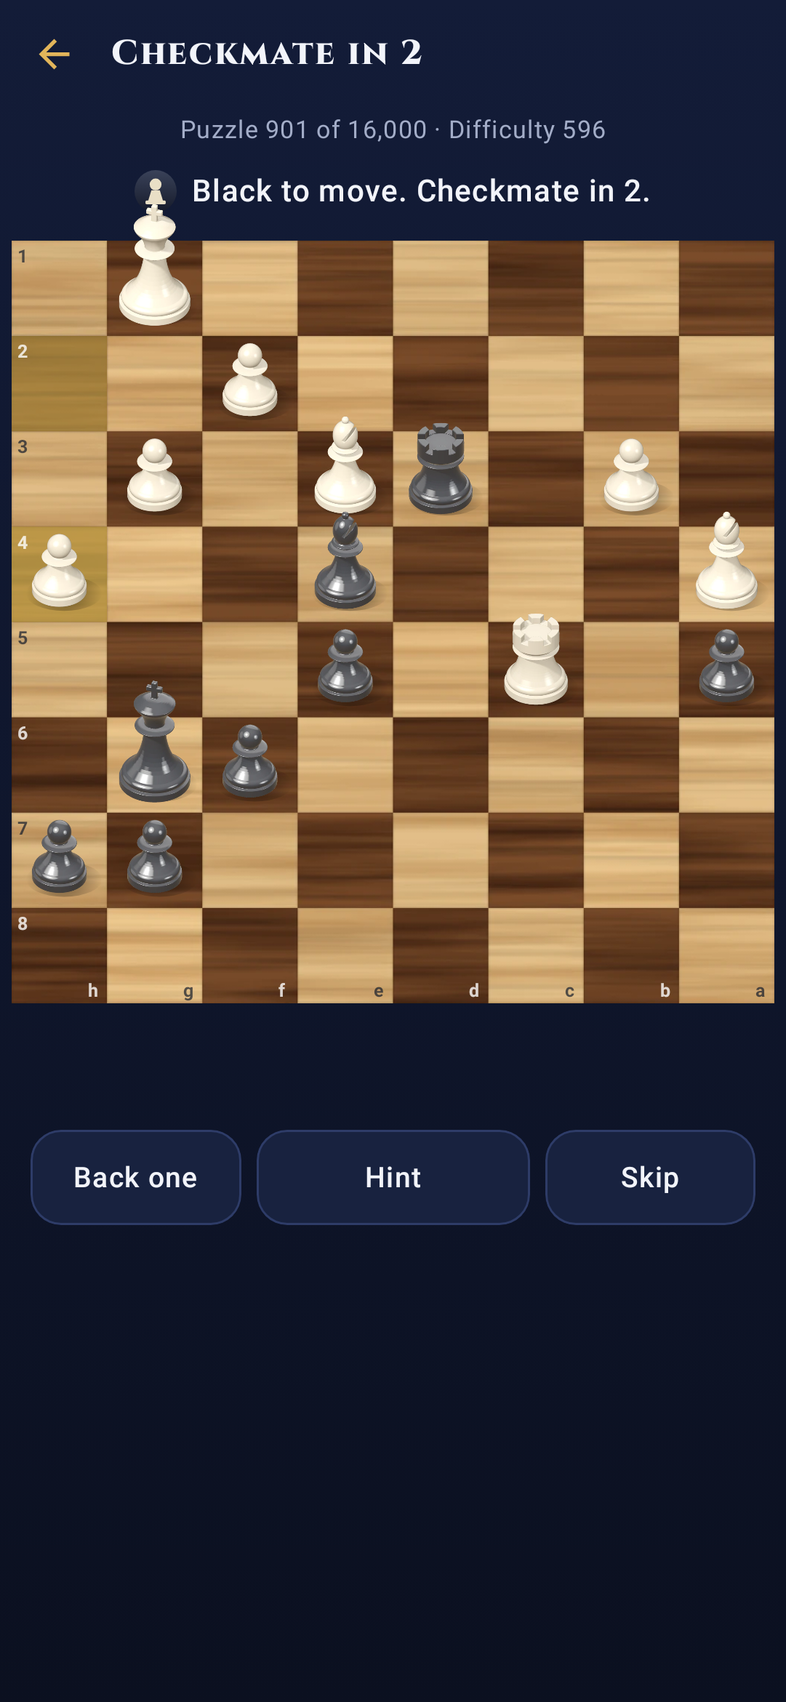 Checkmate in 2
Puzzle 901 of 16,000 · Difficulty 596
Black to move. Checkmate in 2.
1
2
3
4
5
6
7
8
h g f e d c b a
Back one Hint Skip